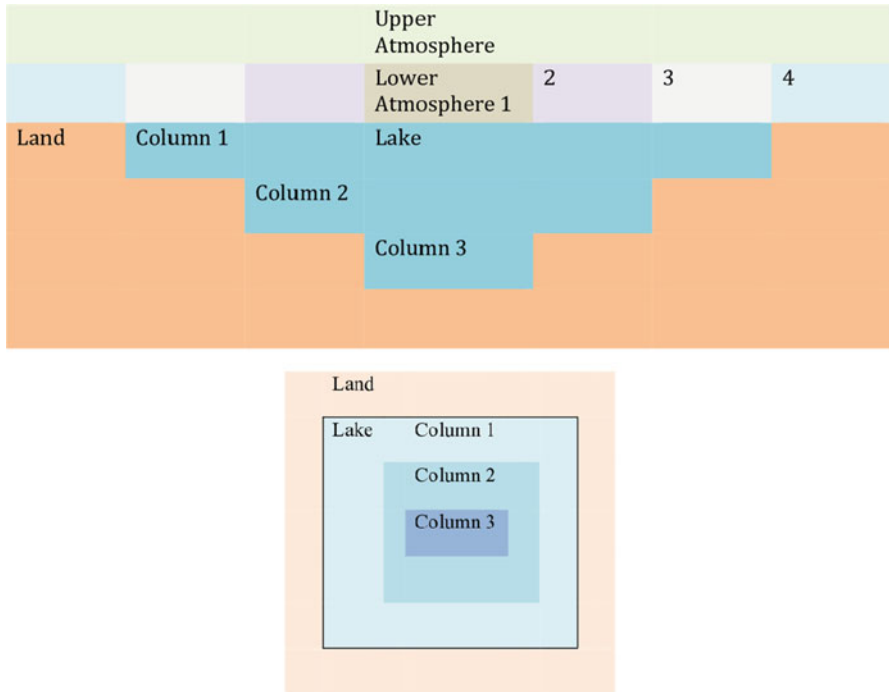 Upper
Atmosphere
Lower
Atmosphere 1
2
3
4
Land
Column 1
Lake
Column 2
Column 3
Land
Lake
Column 1
Column 2
Column 3